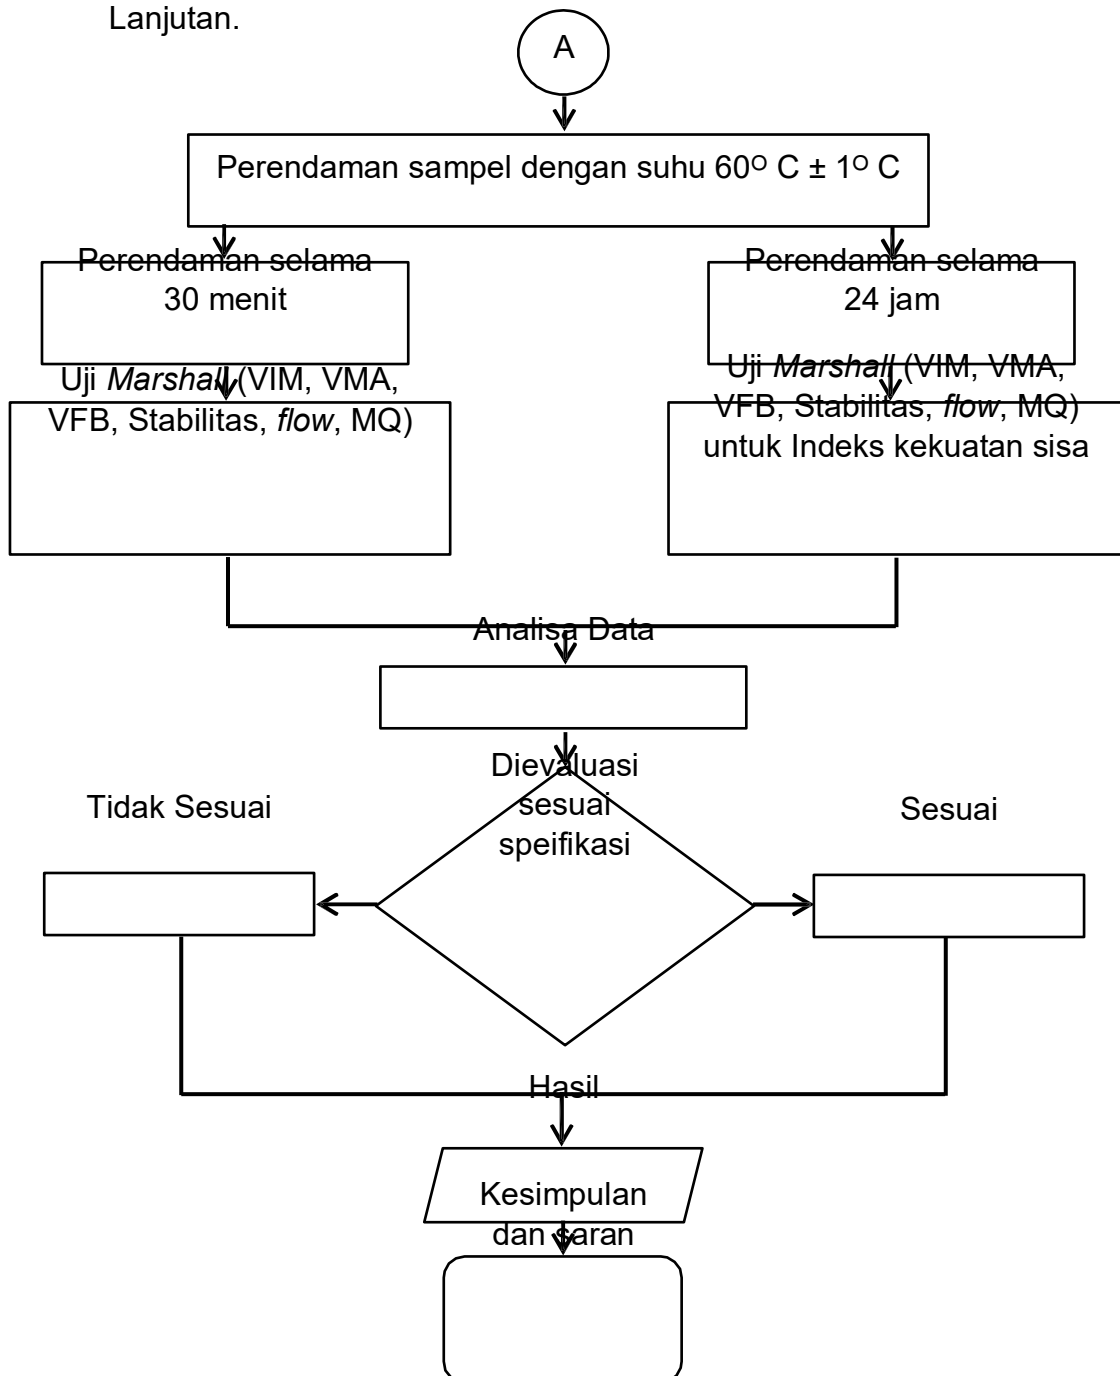 Lanjutan.
A
Perendaman sampel dengan suhu 60ᴼ C ± 1ᴼ C
Perendaman selama
30 menit
Perendaman selama
24 jam
Uji Marshall (VIM, VMA,
VFB, Stabilitas, flow, MQ)
Uji Marshall (VIM, VMA,
VFB, Stabilitas, flow, MQ)
untuk Indeks kekuatan sisa
Analisa Data
Dievaluasi
sesuai
speifikasi
Tidak Sesuai
Sesuai
Hasil
Kesimpulan
dan saran